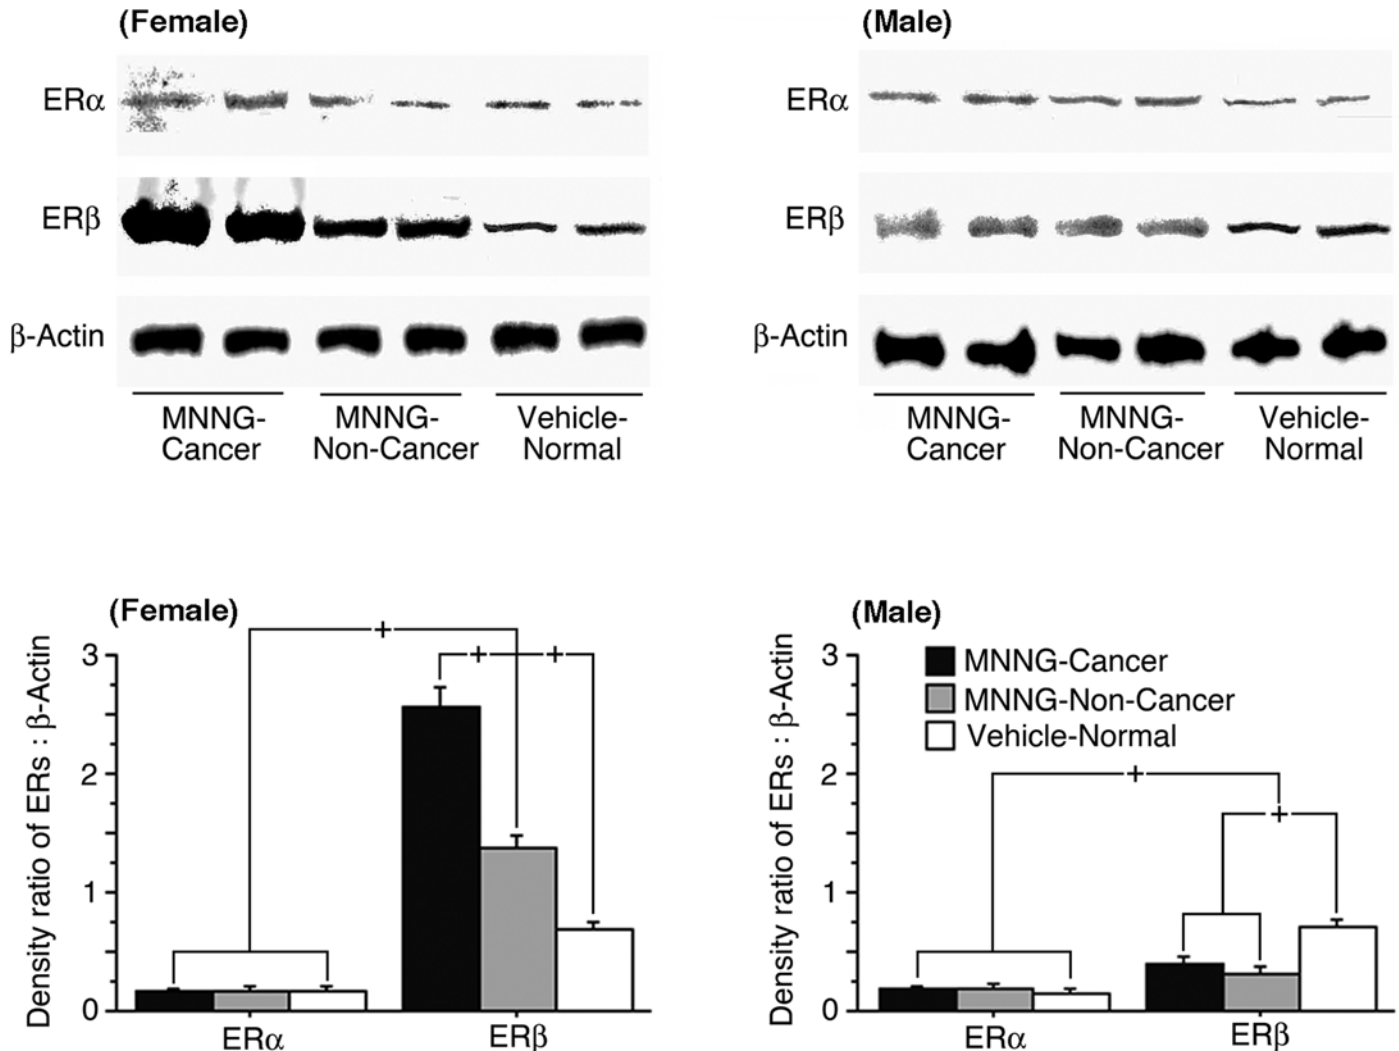 (Female)
ERα
ERβ
β-Actin
MNNG-
Cancer
MNNG-
Non-Cancer
Vehicle-
Normal
(Male)
ERα
ERβ
β-Actin
MNNG-
Cancer
MNNG-
Non-Cancer
Vehicle-
Normal
(Female)
Density ratio of ERs : β-Actin
3
2
1
0
+
+ +
ERα
ERβ
(Male)
Density ratio of ERs : β-Actin
3
2
1
0
MNNG-Cancer
MNNG-Non-Cancer
Vehicle-Normal
+
+
ERα
ERβ